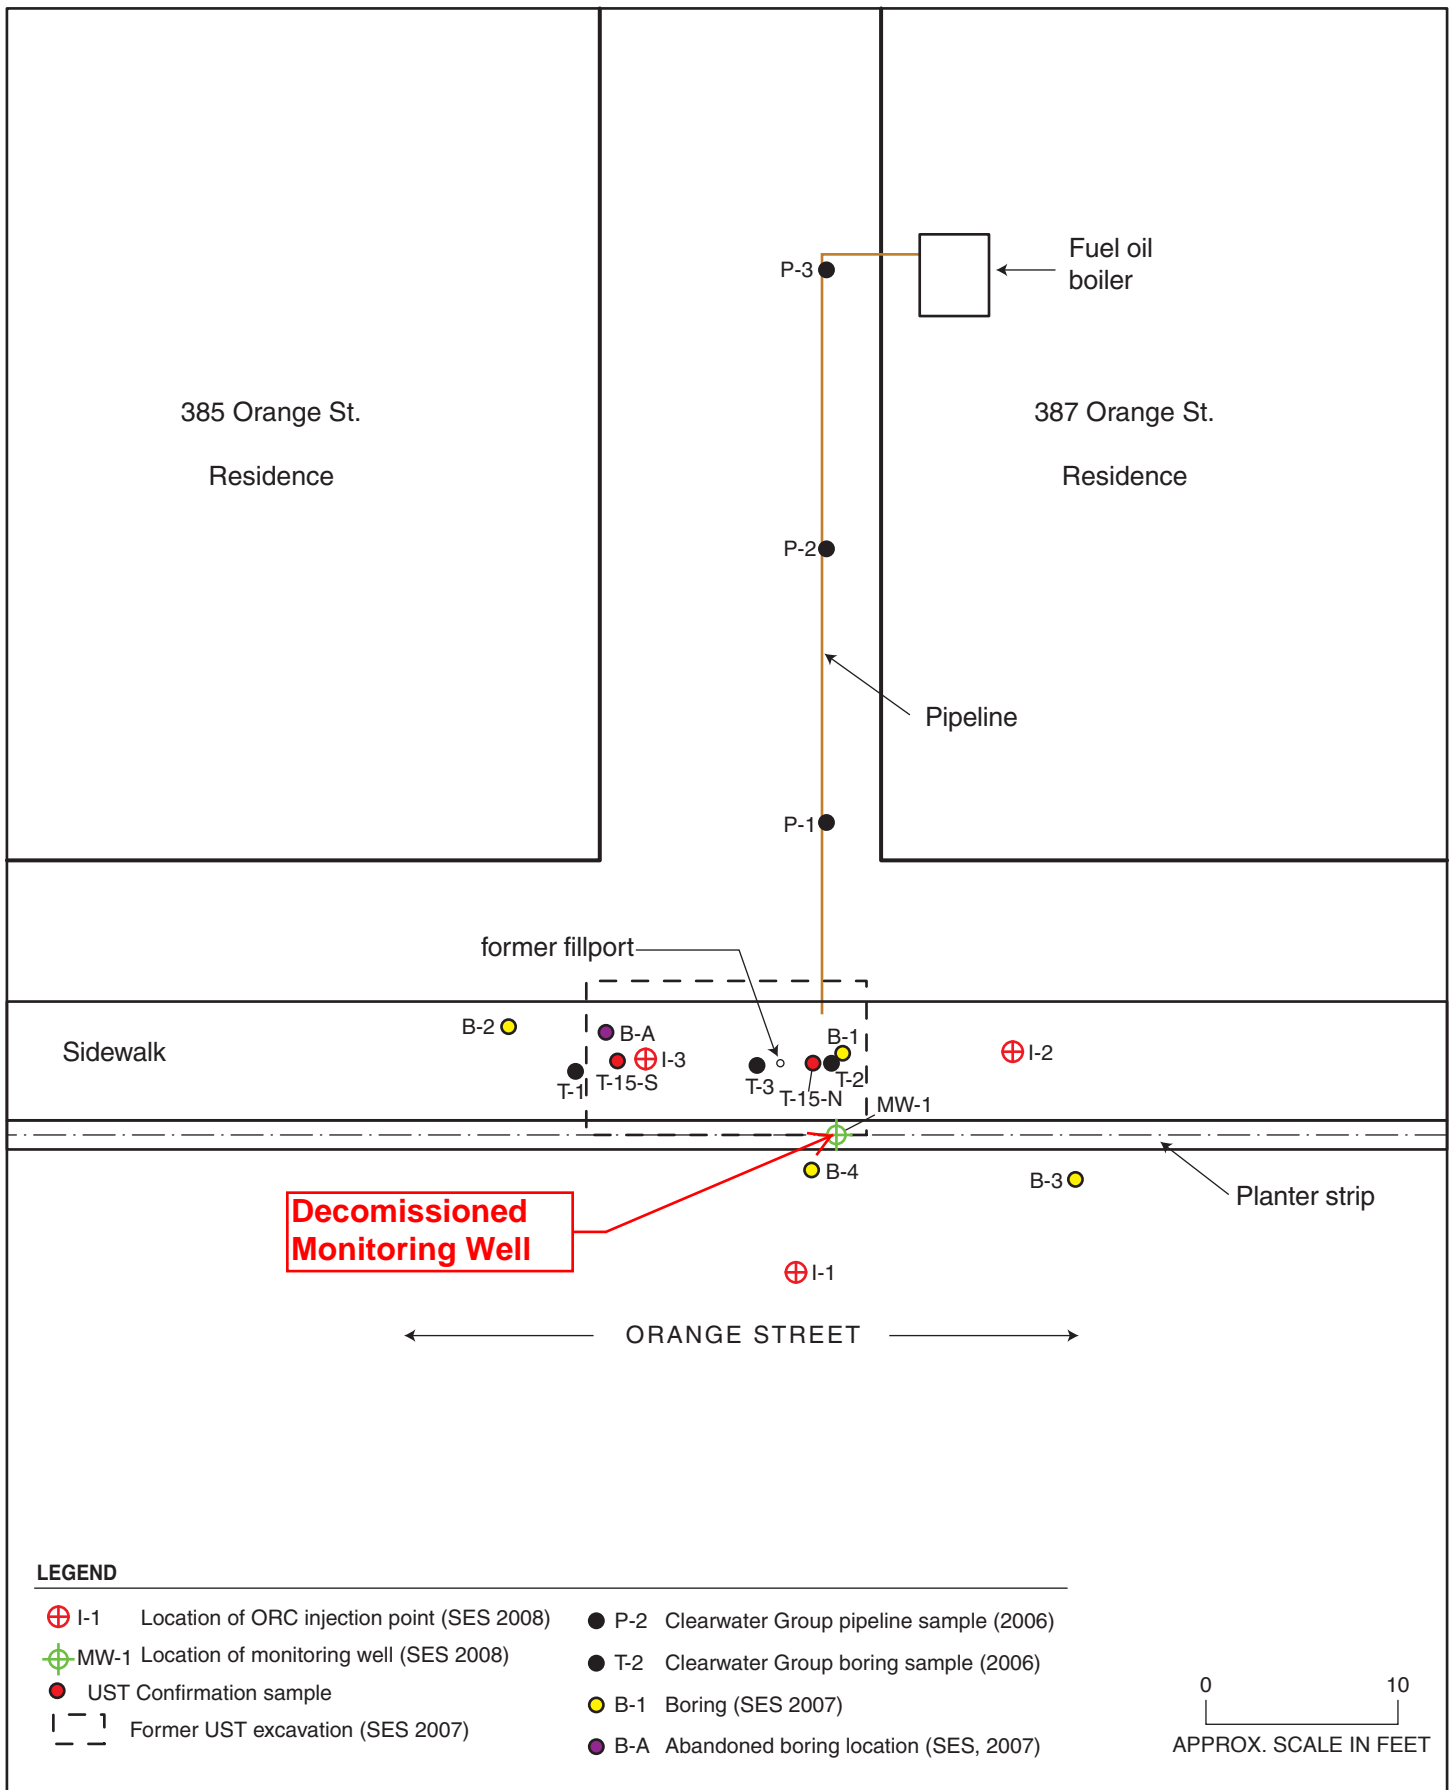 Fuel oil
boiler
P-3
385 Orange St.
Residence
387 Orange St.
Residence
P-2
Pipeline
P-1
former fillport
B-2
B-A
B-1
Sidewalk
I-3
I-2
T-1
T-15-S
T-3
T-2
T-15-N
MW-1
B-4
B-3
Planter strip
Decomissioned
Monitoring Well
I-1
ORANGE STREET
LEGEND
I-1 Location of ORC injection point (SES 2008)
MW-1 Location of monitoring well (SES 2008)
UST Confirmation sample
Former UST excavation (SES 2007)
P-2 Clearwater Group pipeline sample (2006)
T-2 Clearwater Group boring sample (2006)
B-1 Boring (SES 2007)
B-A Abandoned boring location (SES, 2007)
0 10
APPROX. SCALE IN FEET